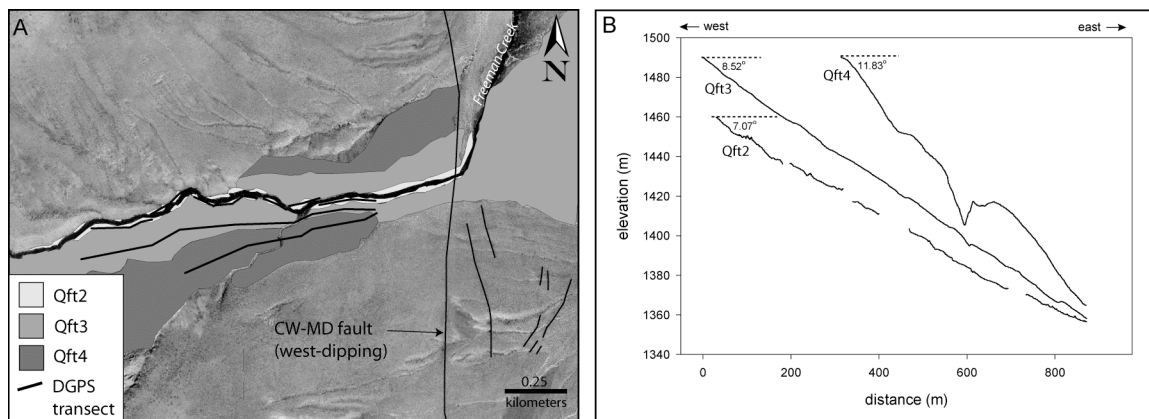 A
N
Freeman Creek
CW-MD fault
(west-dipping)
Qft2
Qft3
Qft4
DGPS
transect
0.25
kilometers
B
west
east
1500
1480
1460
1440
1420
1400
1380
1360
1340
elevation (m)
8.52°
Qft3
7.07°
Qft2
Qft4
11.83°
0
200
400
600
800
distance (m)